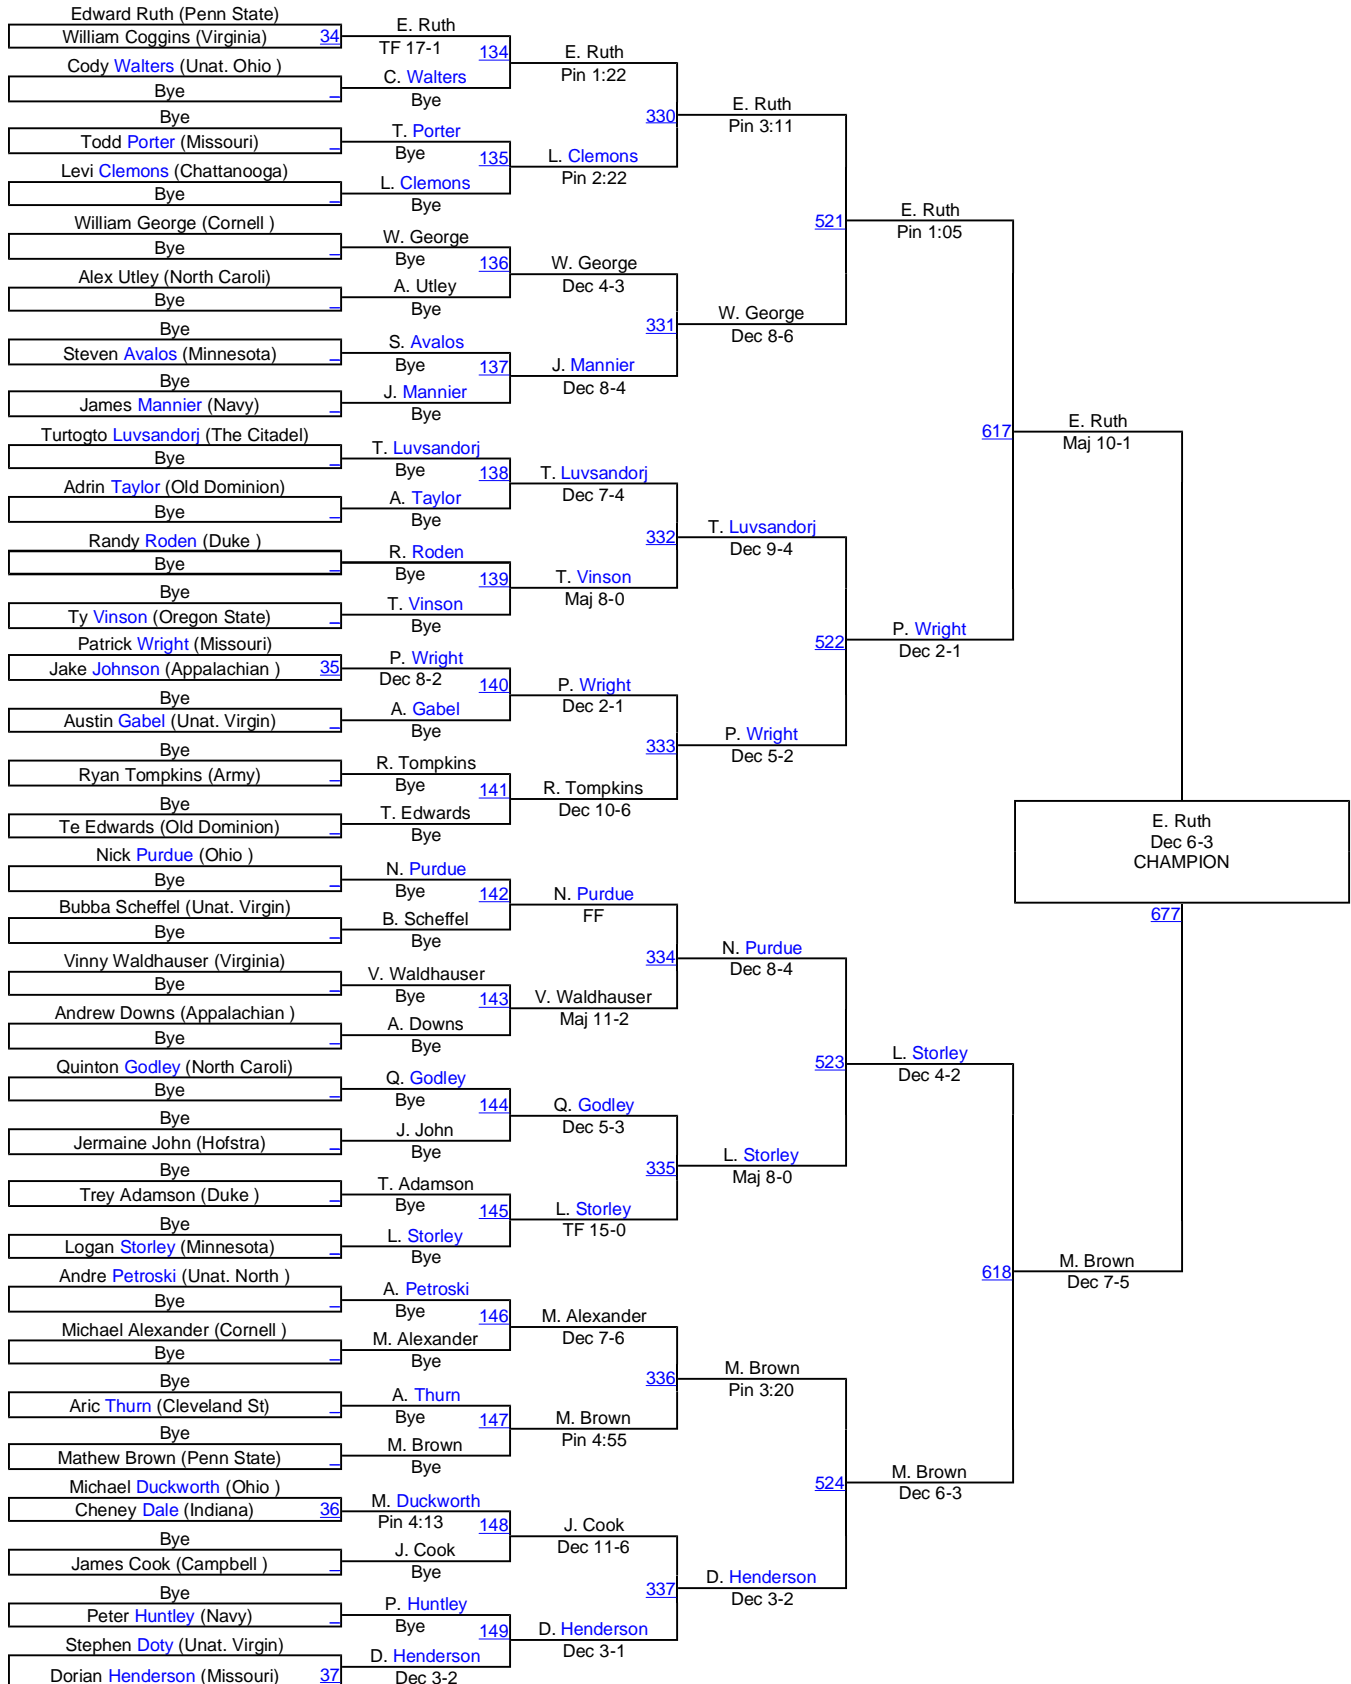 Edward Ruth (Penn State)
William Coggins (Virginia) 34
Cody Walters (Unat. Ohio )
Bye
Bye
Todd Porter (Missouri)
Levi Clemons (Chattanooga)
Bye
William George (Cornell )
Bye
Alex Utley (North Caroli)
Bye
Bye
Steven Avalos (Minnesota)
Bye
James Mannier (Navy)
Turtogto Luvsandorj (The Citadel)
Bye
Adrin Taylor (Old Dominion)
Bye
Randy Roden (Duke )
Bye
Bye
Ty Vinson (Oregon State)
Patrick Wright (Missouri)
Jake Johnson (Appalachian ) 35
Bye
Austin Gabel (Unat. Virgin)
Bye
Ryan Tompkins (Army)
Bye
Te Edwards (Old Dominion)
Nick Purdue (Ohio )
Bye
Bubba Scheffel (Unat. Virgin)
Bye
Vinny Waldhauser (Virginia)
Bye
Andrew Downs (Appalachian )
Bye
Quinton Godley (North Caroli)
Bye
Bye
Jermaine John (Hofstra)
Bye
Trey Adamson (Duke )
Bye
Logan Storley (Minnesota)
Andre Petroski (Unat. North )
Bye
Michael Alexander (Cornell )
Bye
Bye
Aric Thurn (Cleveland St)
Bye
Mathew Brown (Penn State)
Michael Duckworth (Ohio )
Cheney Dale (Indiana) 36
Bye
James Cook (Campbell )
Bye
Peter Huntley (Navy)
Stephen Doty (Unat. Virgin)
Dorian Henderson (Missouri) 37
E. Ruth
TF 17-1
134
C. Walters
Bye
T. Porter
Bye
135
L. Clemons
Bye
W. George
Bye
136
A. Utley
Bye
S. Avalos
Bye
137
J. Mannier
Bye
T. Luvsandorj
Bye
138
A. Taylor
Bye
R. Roden
Bye
139
T. Vinson
Bye
P. Wright
Dec 8-2
140
A. Gabel
Bye
R. Tompkins
Bye
141
T. Edwards
Bye
N. Purdue
Bye
142
B. Scheffel
Bye
V. Waldhauser
Bye
143
A. Downs
Bye
Q. Godley
Bye
144
J. John
Bye
T. Adamson
Bye
145
L. Storley
Bye
A. Petroski
Bye
146
M. Alexander
Bye
A. Thurn
Bye
147
M. Brown
Bye
M. Duckworth
Pin 4:13
148
J. Cook
Bye
P. Huntley
Bye
149
D. Henderson
Dec 3-2
E. Ruth
Pin 1:22
330
L. Clemons
Pin 2:22
W. George
Dec 4-3
331
J. Mannier
Dec 8-4
T. Luvsandorj
Dec 7-4
332
T. Vinson
Maj 8-0
P. Wright
Dec 2-1
333
R. Tompkins
Dec 10-6
N. Purdue
FF
334
V. Waldhauser
Maj 11-2
Q. Godley
Dec 5-3
335
L. Storley
TF 15-0
M. Alexander
Dec 7-6
336
M. Brown
Pin 4:55
J. Cook
Dec 11-6
337
D. Henderson
Dec 3-1
E. Ruth
Pin 3:11
521
W. George
Dec 8-6
T. Luvsandorj
Dec 9-4
522
P. Wright
Dec 5-2
N. Purdue
Dec 8-4
523
L. Storley
Maj 8-0
M. Brown
Pin 3:20
524
D. Henderson
Dec 3-2
E. Ruth
Pin 1:05
617
P. Wright
Dec 2-1
L. Storley
Dec 4-2
618
M. Brown
Dec 6-3
E. Ruth
Maj 10-1
M. Brown
Dec 7-5
E. Ruth
Dec 6-3
CHAMPION
677